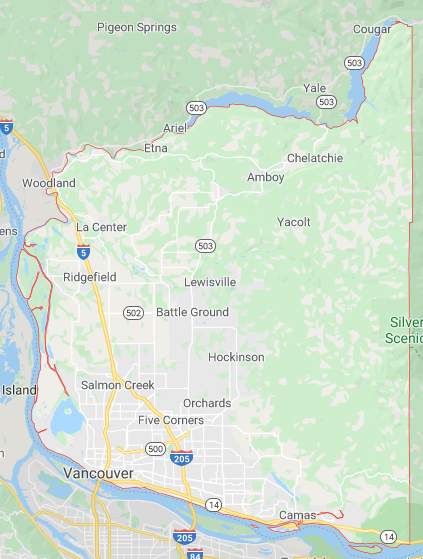 Pigeon Springs
Cougar
503
Yale
503
503
5
Ariel
Etna
Chelatchie
Amboy
Woodland
Yacolt
La Center
503
5
Ridgefield
Lewisville
502
Battle Ground
Silver
Scenic
Hockinson
Island
Salmon Creek
Orchards
Five Corners
500
205
Vancouver
14
Camas
14
205
84